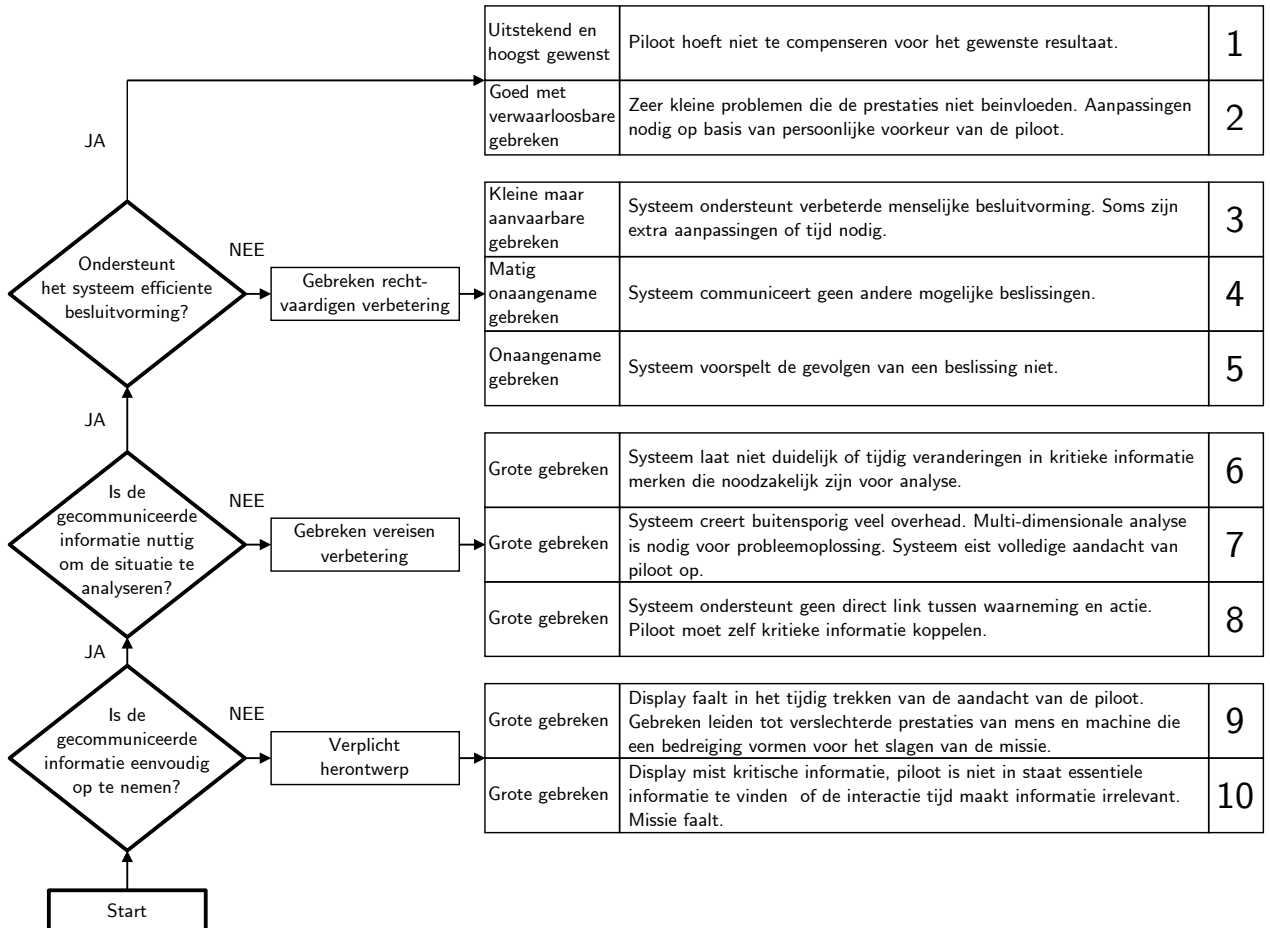 Uitstekend en
hoogst gewenst
Piloot hoeft niet te compenseren voor het gewenste resultaat.
1
Goed met
verwaarloosbare
gebreken
Zeer kleine problemen die de prestaties niet beinvloeden. Aanpassingen
nodig op basis van persoonlijke voorkeur van de piloot.
2
JA
Ondersteunt
het systeem efficiente
besluitvorming?
NEE
Gebreken recht-
vaardigen verbetering
Kleine maar
aanvaarbare
gebreken
Systeem ondersteunt verbeterde menselijke besluitvorming. Soms zijn
extra aanpassingen of tijd nodig.
3
Matig
onaangename
gebreken
Systeem communiceert geen andere mogelijke beslissingen.
4
Onaangename
gebreken
Systeem voorspelt de gevolgen van een beslissing niet.
5
JA
Is de
gecommuniceerde
informatie nuttig
om de situatie te
analyseren?
NEE
Gebreken vereisen
verbetering
Grote gebreken
Systeem laat niet duidelijk of tijdig veranderingen in kritieke informatie
merken die noodzakelijk zijn voor analyse.
6
Grote gebreken
Systeem creert buitensporig veel overhead. Multi-dimensionale analyse
is nodig voor probleemoplossing. Systeem eist volledige aandacht van
piloot op.
7
Grote gebreken
Systeem ondersteunt geen direct link tussen waarneming en actie.
Piloot moet zelf kritieke informatie koppelen.
8
JA
Is de
gecommuniceerde
informatie eenvoudig
op te nemen?
NEE
Verplicht
herontwerp
Grote gebreken
Display faalt in het tijdig trekken van de aandacht van de piloot.
Gebreken leiden tot verslechterde prestaties van mens en machine die
een bedreiging vormen voor het slagen van de missie.
9
Grote gebreken
Display mist kritische informatie, piloot is niet in staat essentiele
informatie te vinden of de interactie tijd maakt informatie irrelevant.
Missie faalt.
10
Start